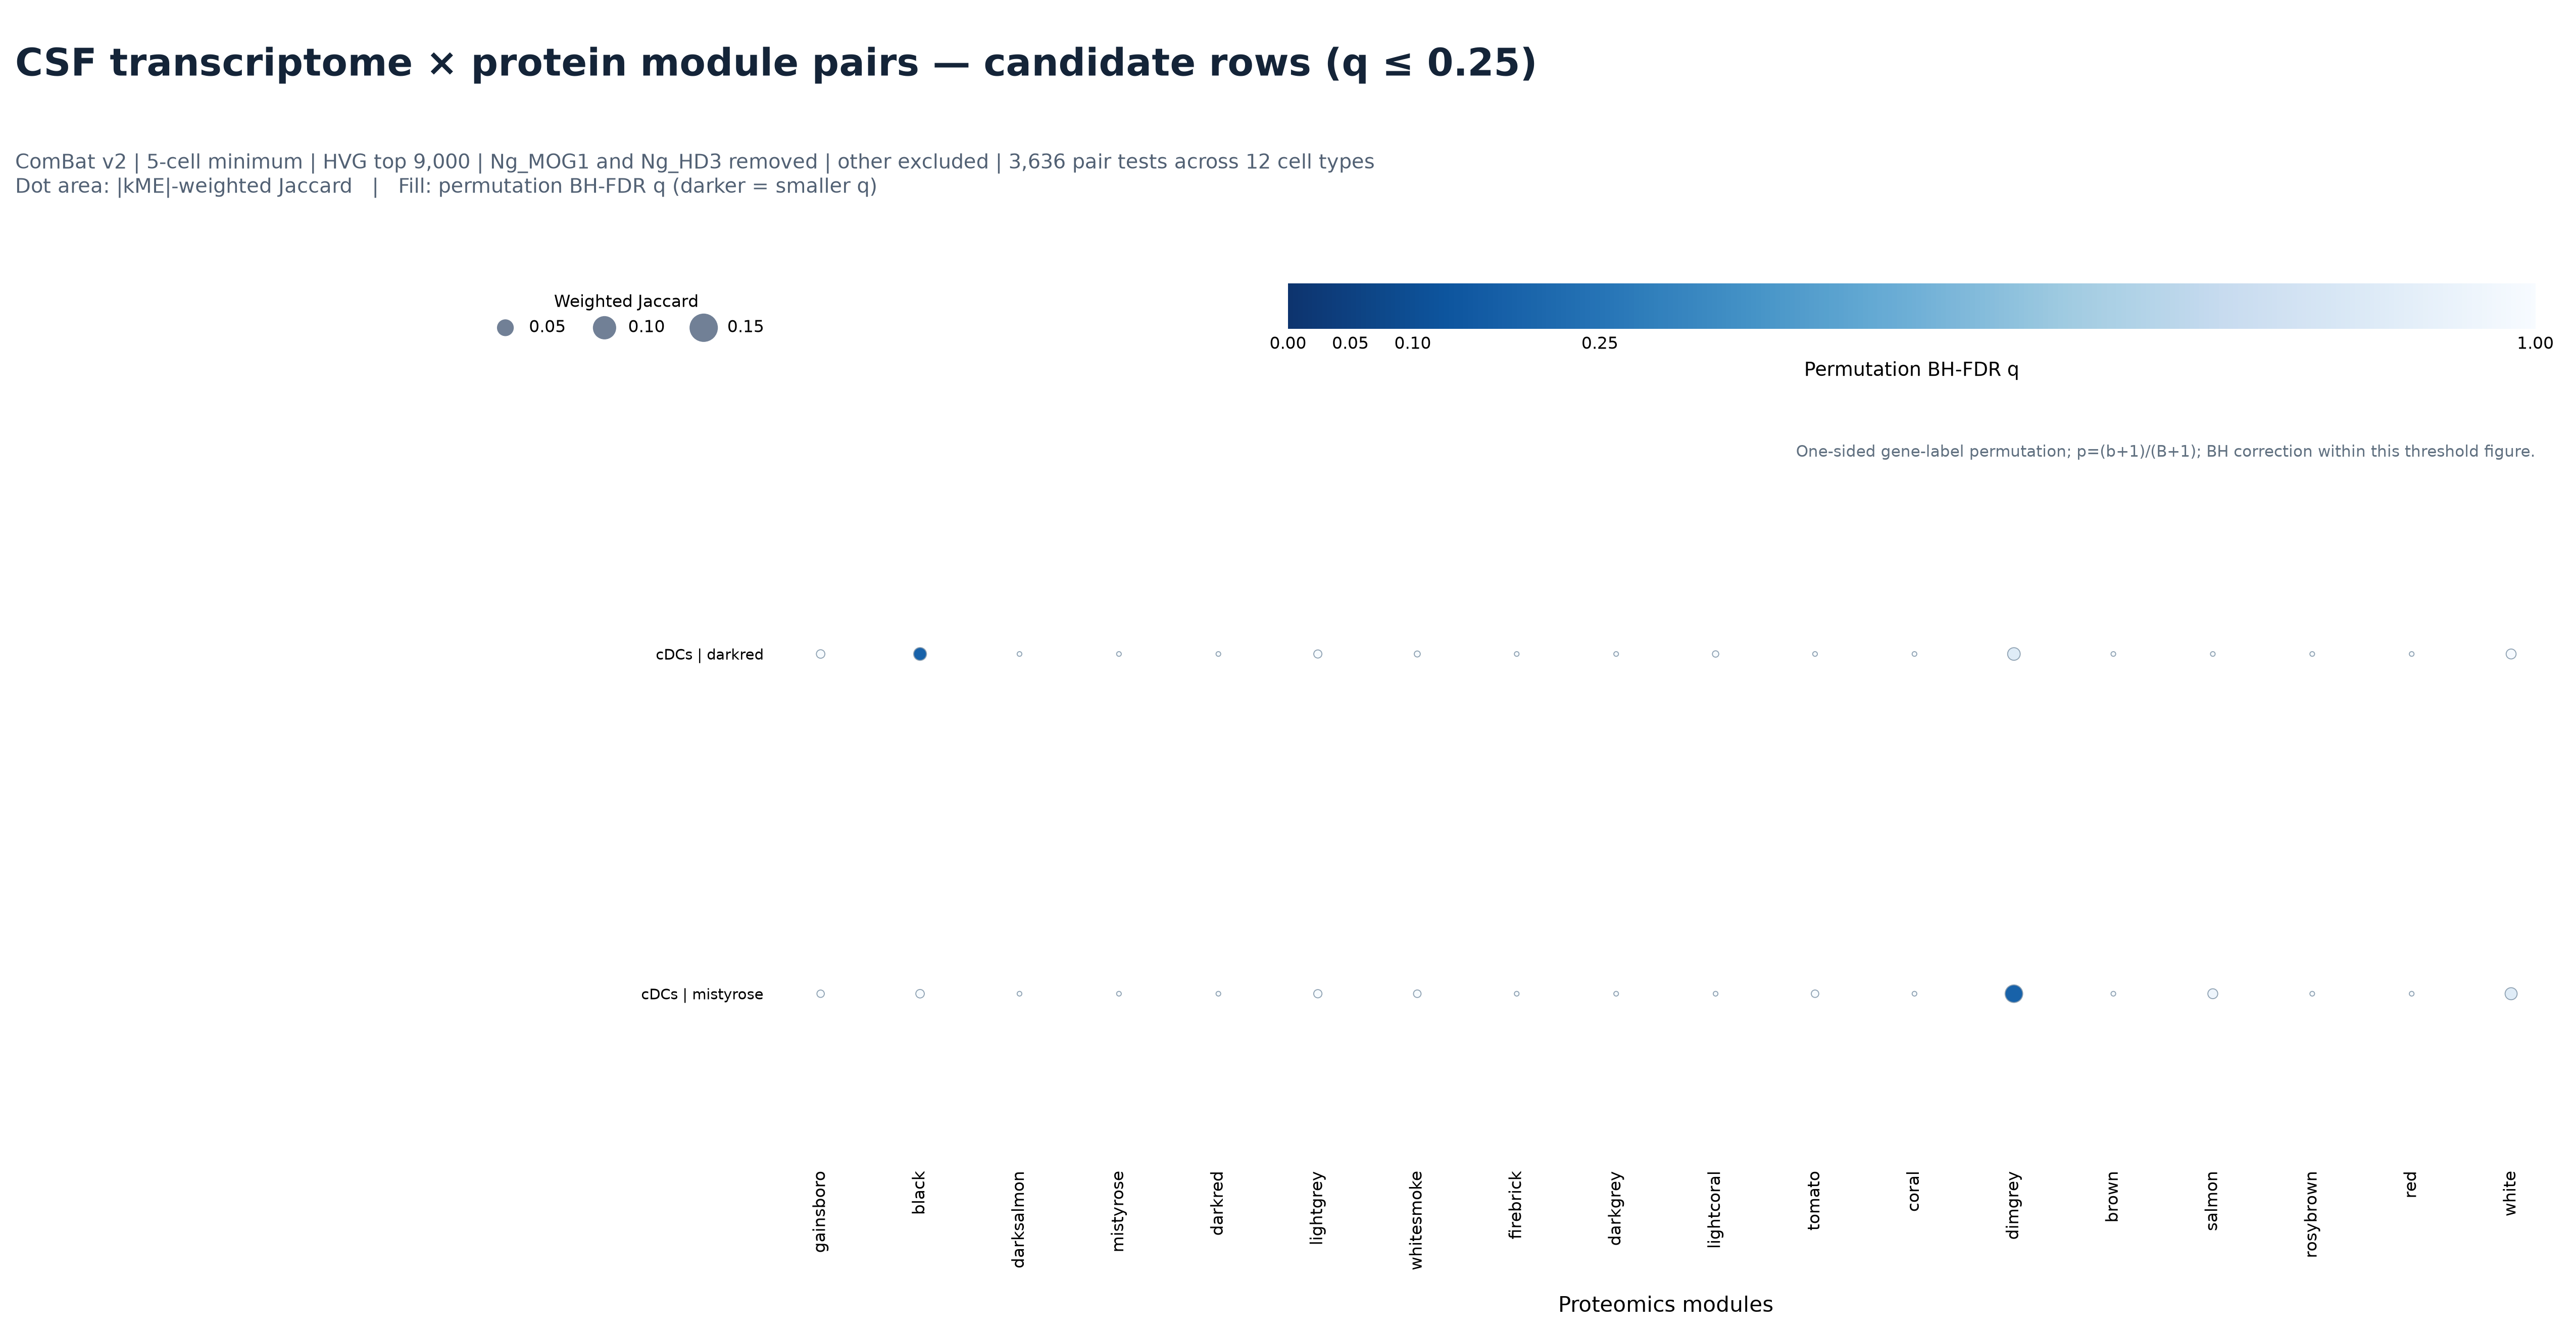 CSF transcriptome × protein module pairs — candidate rows (q ≤ 0.25)
ComBat v2 | 5-cell minimum | HVG top 9,000 | Ng_MOG1 and Ng_HD3 removed | other excluded | 3,636 pair tests across 12 cell types
Dot area: |kME|-weighted Jaccard | Fill: permutation BH-FDR q (darker = smaller q)
Weighted Jaccard
0.05 0.10 0.15
0.00 0.05 0.10 0.25 1.00
Permutation BH-FDR q
One-sided gene-label permutation; p=(b+1)/(B+1); BH correction within this threshold figure.
cDCs | darkred
cDCs | mistyrose
gainsboro
black
darksalmon
mistyrose
darkred
lightgrey
whitesmoke
firebrick
darkgrey
lightcoral
tomato
coral
dimgrey
brown
salmon
rosybrown
red
white
Proteomics modules